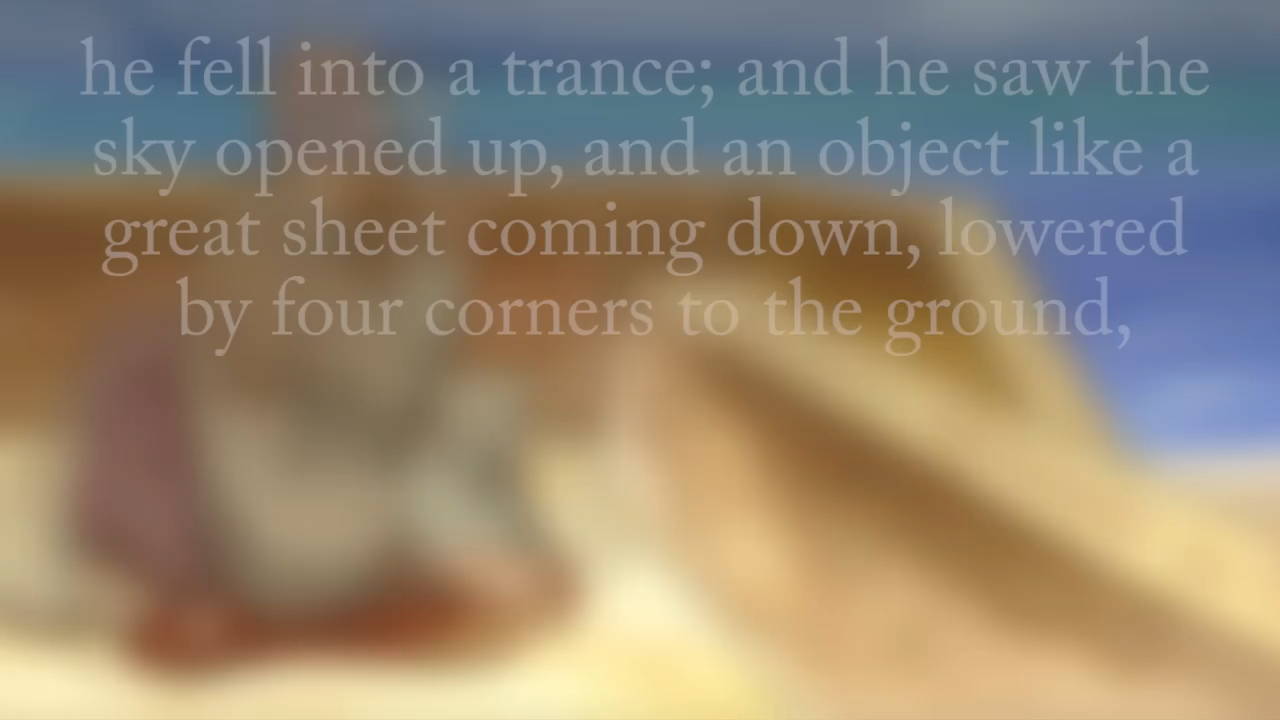 he fell into a trance; and he saw the
sky opened up, and an object like a
great sheet coming down, lowered
by four corners to the ground,